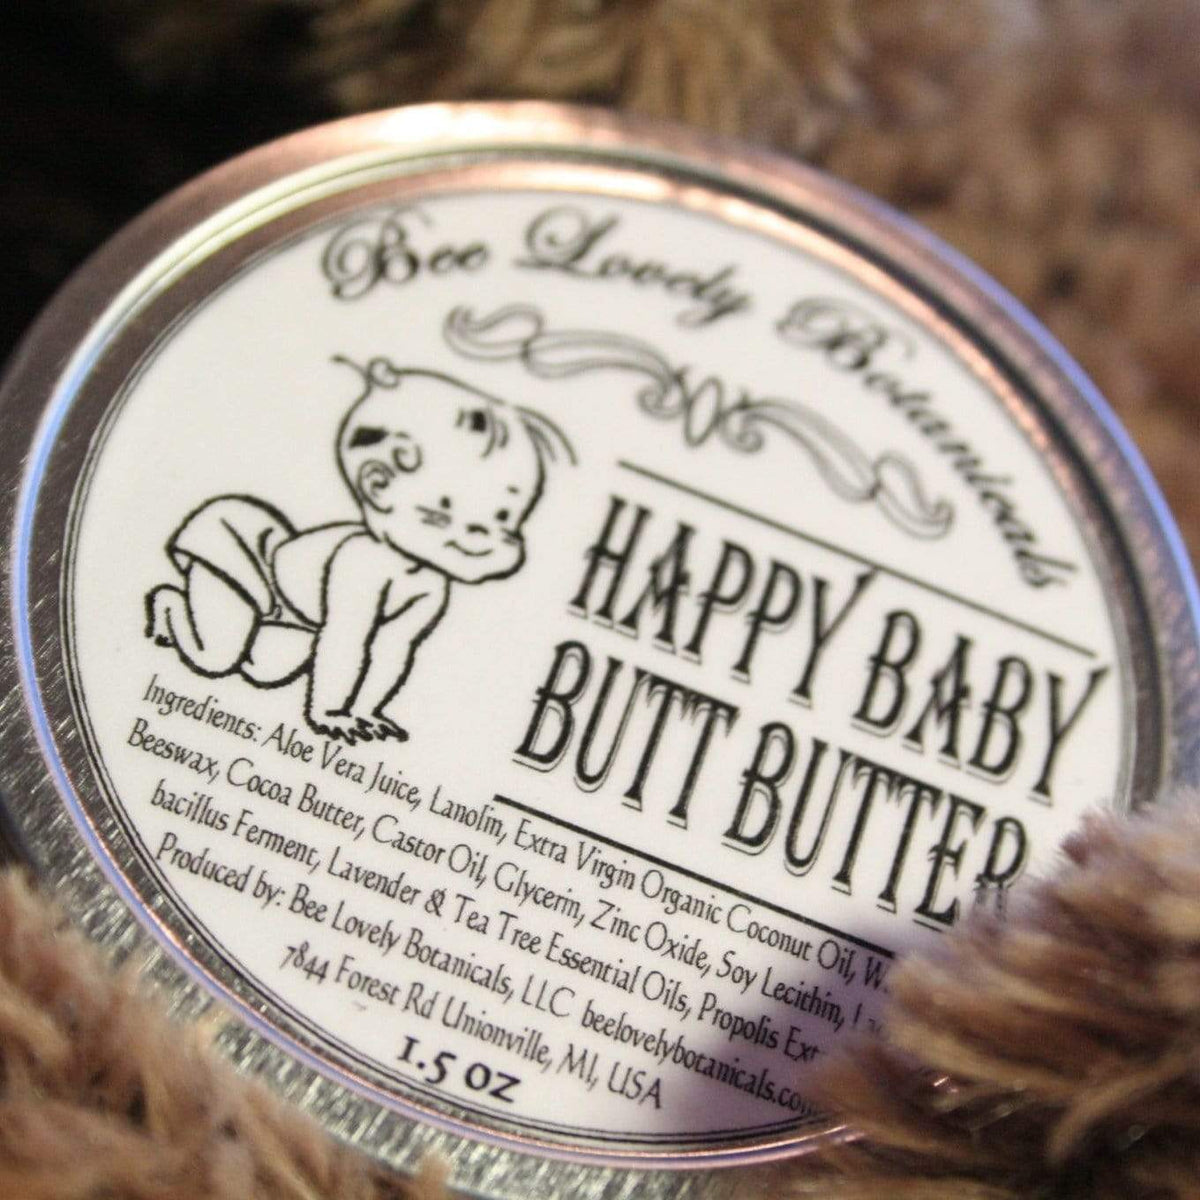 Bee Lovely Botanicals
HAPPY BABY
BUTT BUTTER
Ingredients: Aloe Vera Juice, Lanolin, Extra Virgin Organic Coconut Oil,
Beeswax, Cocoa Butter, Castor Oil, Glycerin, Zinc Oxide, Soy Lecithin,
bacillus Ferment, Lavender & Tea Tree Essential Oils, Propolis
Produced by: Bee Lovely Botanicals, LLC beelovelybotanicals.com
7844 Forest Rd Unionville, MI, USA
1.5 oz